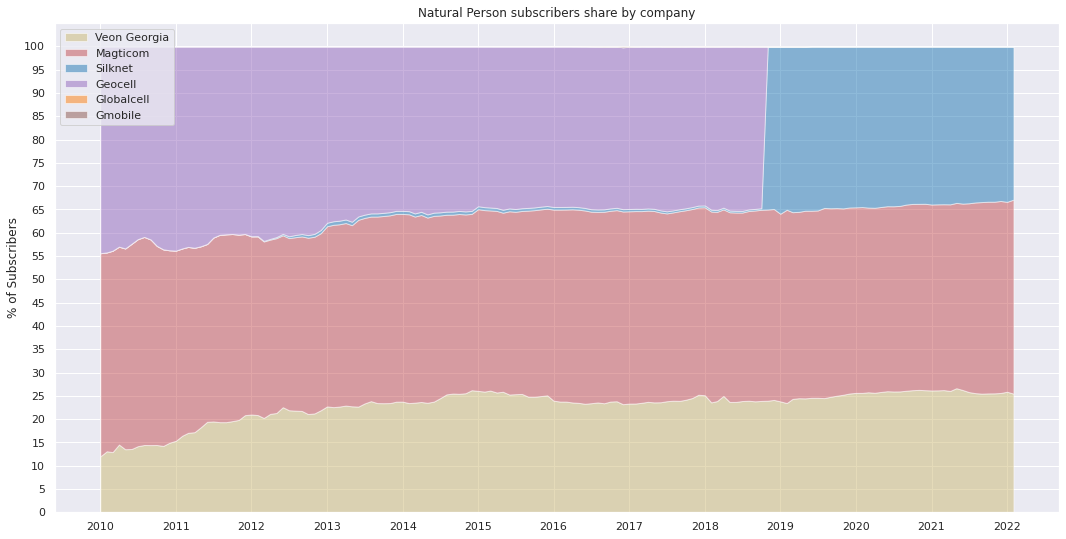 Natural Person subscribers share by company
Veon Georgia
Magticom
Silknet
Geocell
Globalcell
Gmobile
% of Subscribers
100
95
90
85
80
75
70
65
60
55
50
45
40
35
30
25
20
15
10
5
0
2010 2011 2012 2013 2014 2015 2016 2017 2018 2019 2020 2021 2022